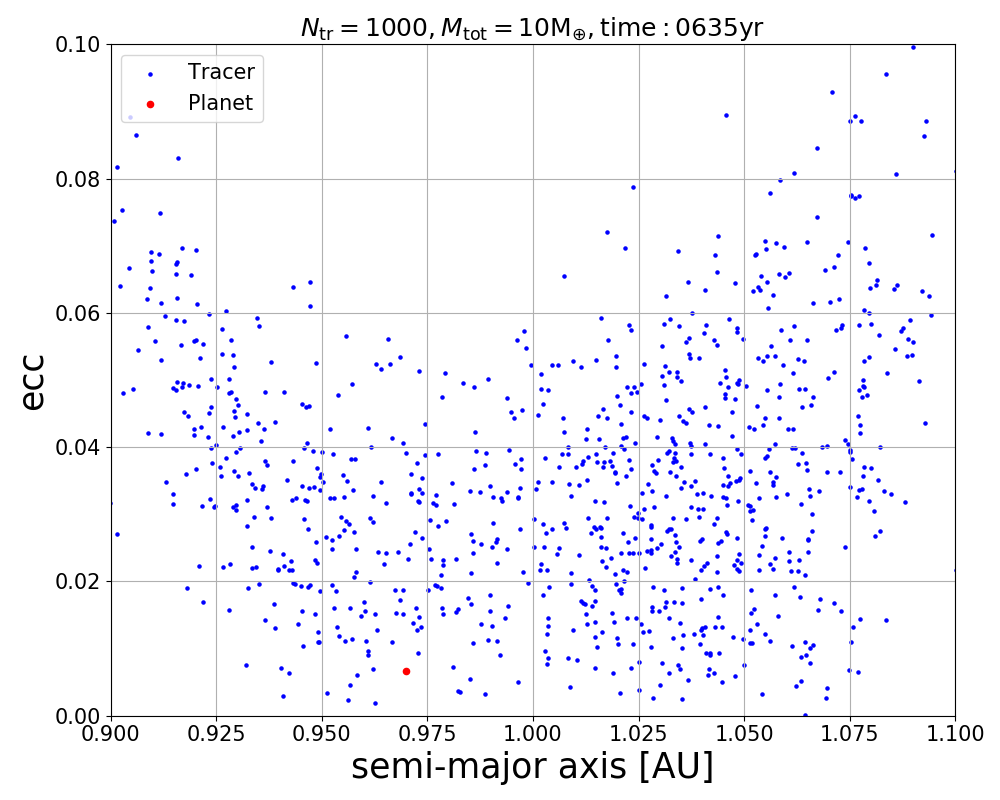 N_tr = 1000, M_tot = 10M_⊕, time : 0635yr
Tracer
Planet
ecc
0.10
0.08
0.06
0.04
0.02
0.00
0.900 0.925 0.950 0.975 1.000 1.025 1.050 1.075 1.100
semi-major axis [AU]